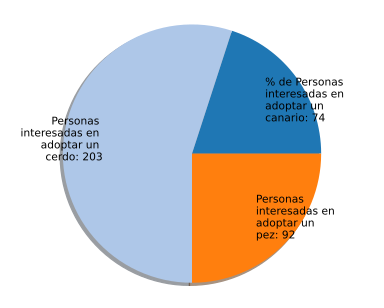 % de Personas
interesadas en
adoptar un
canario: 74
Personas
interesadas en
adoptar un
cerdo: 203
Personas
interesadas en
adoptar un
pez: 92